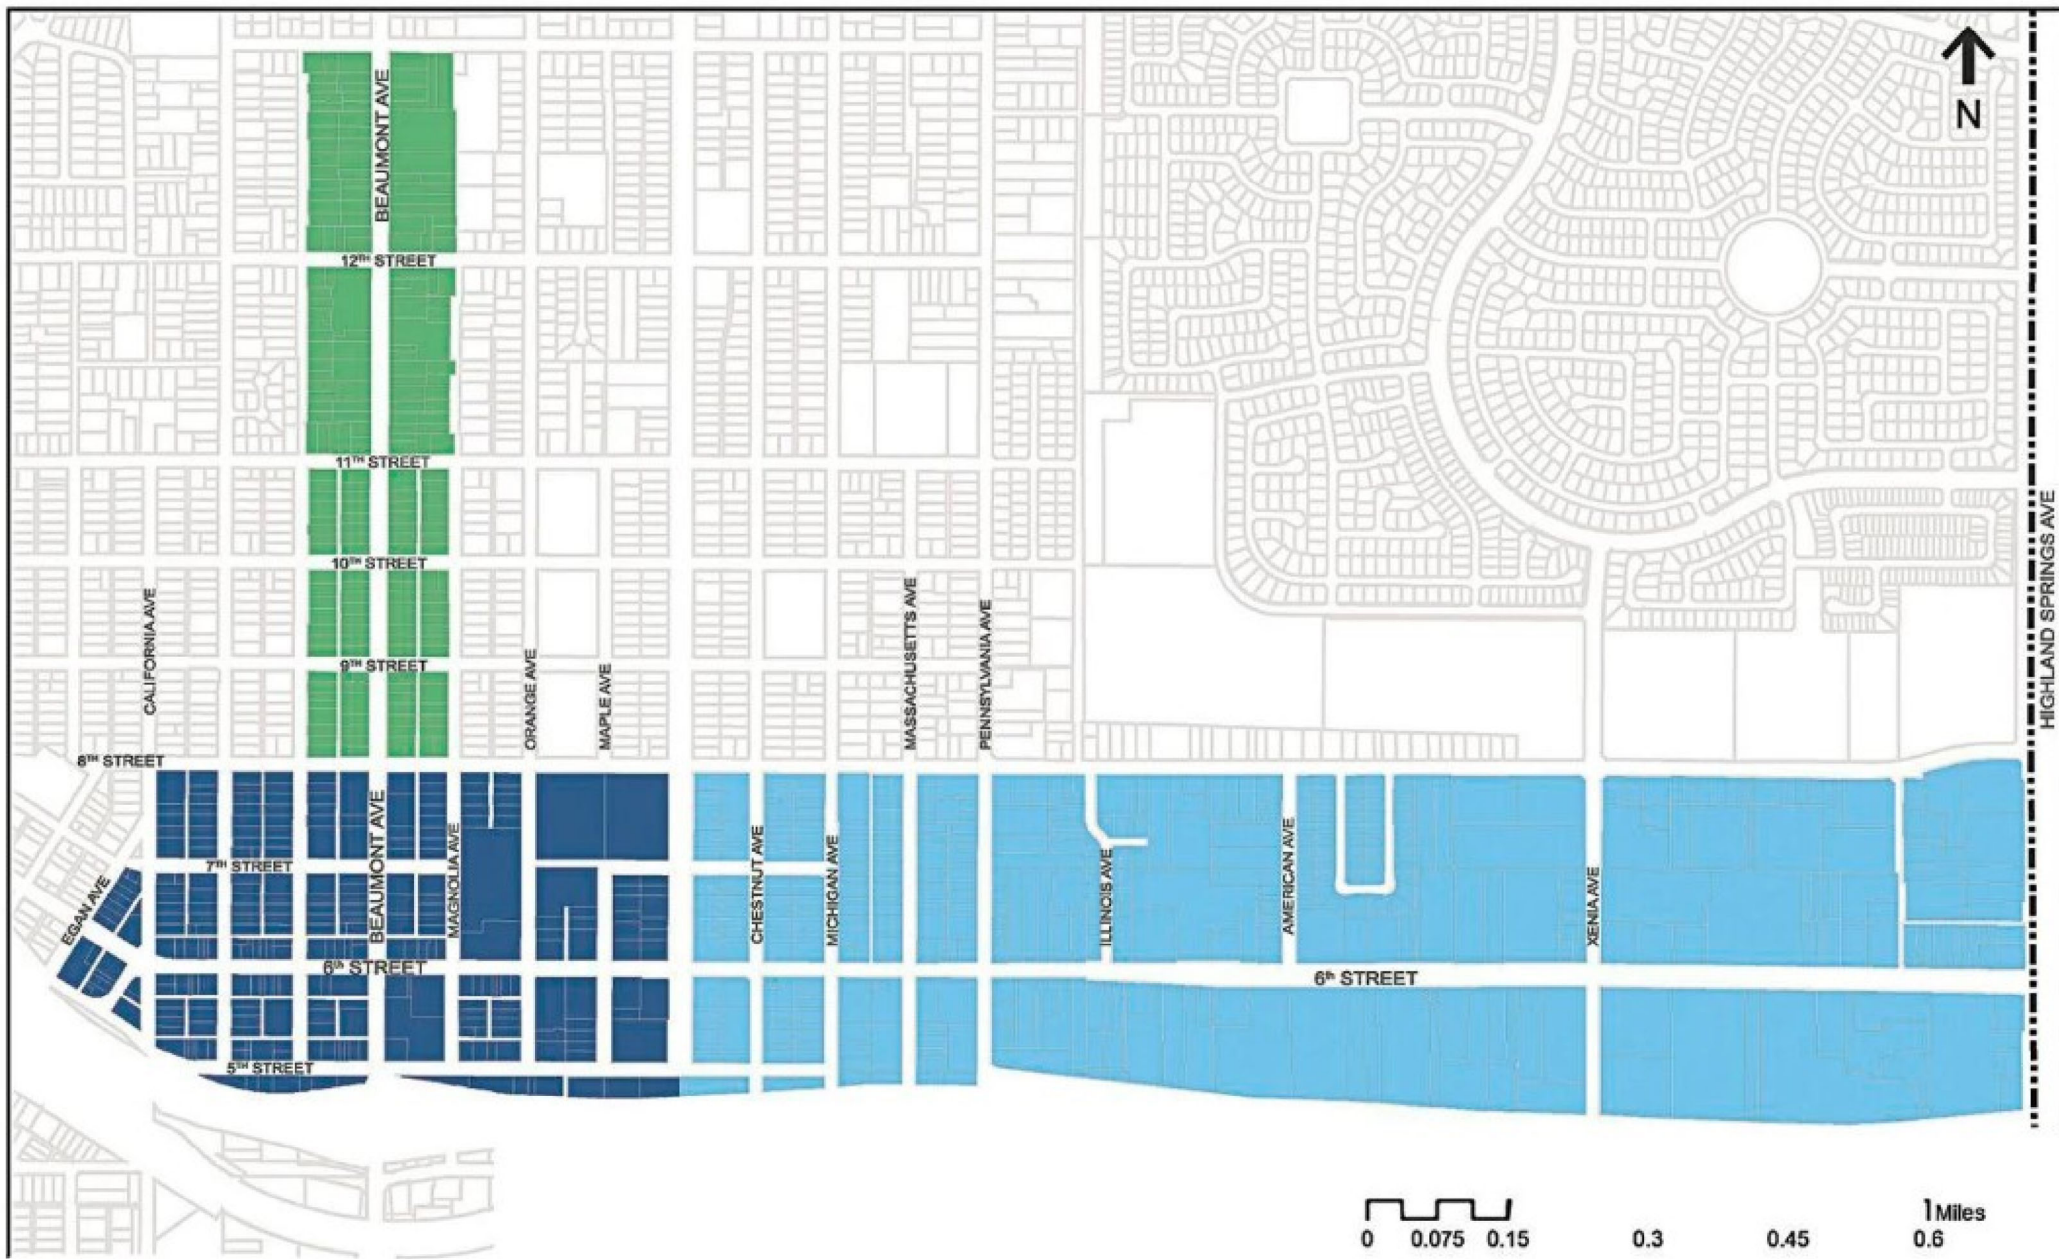 BEAUMONT AVE
N
12TH STREET
11TH STREET
10TH STREET
9TH STREET
CALIFORNIA AVE
ORANGE AVE
MAPLE AVE
MASSACHUSETTS AVE
PENNSYLVANIA AVE
HIGHLAND SPRINGS AVE
8TH STREET
7TH STREET
EGAN AVE
BEAUMONT AVE
MAGNOLIA AVE
CHESTNUT AVE
MICHIGAN AVE
ILLINOIS AVE
AMERICAN AVE
XENIA AVE
6th STREET
6th STREET
5TH STREET
1Miles
0 0.075 0.15 0.3 0.45 0.6